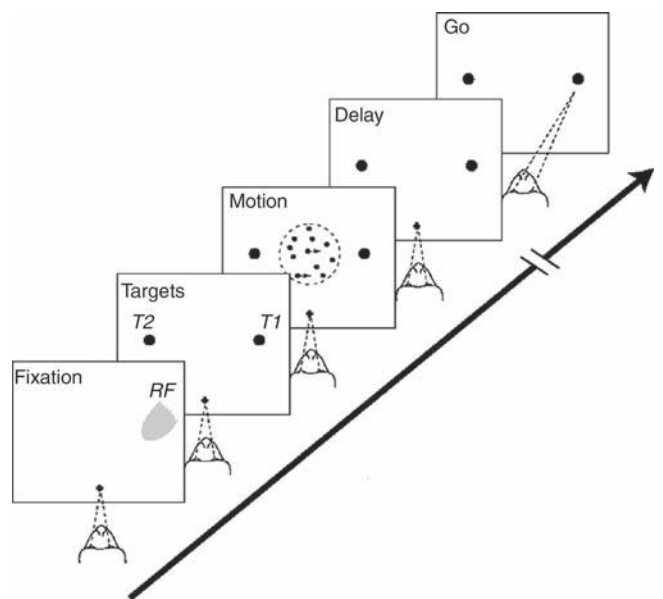 Go
Delay
Motion
Targets
T2 T1
Fixation
RF